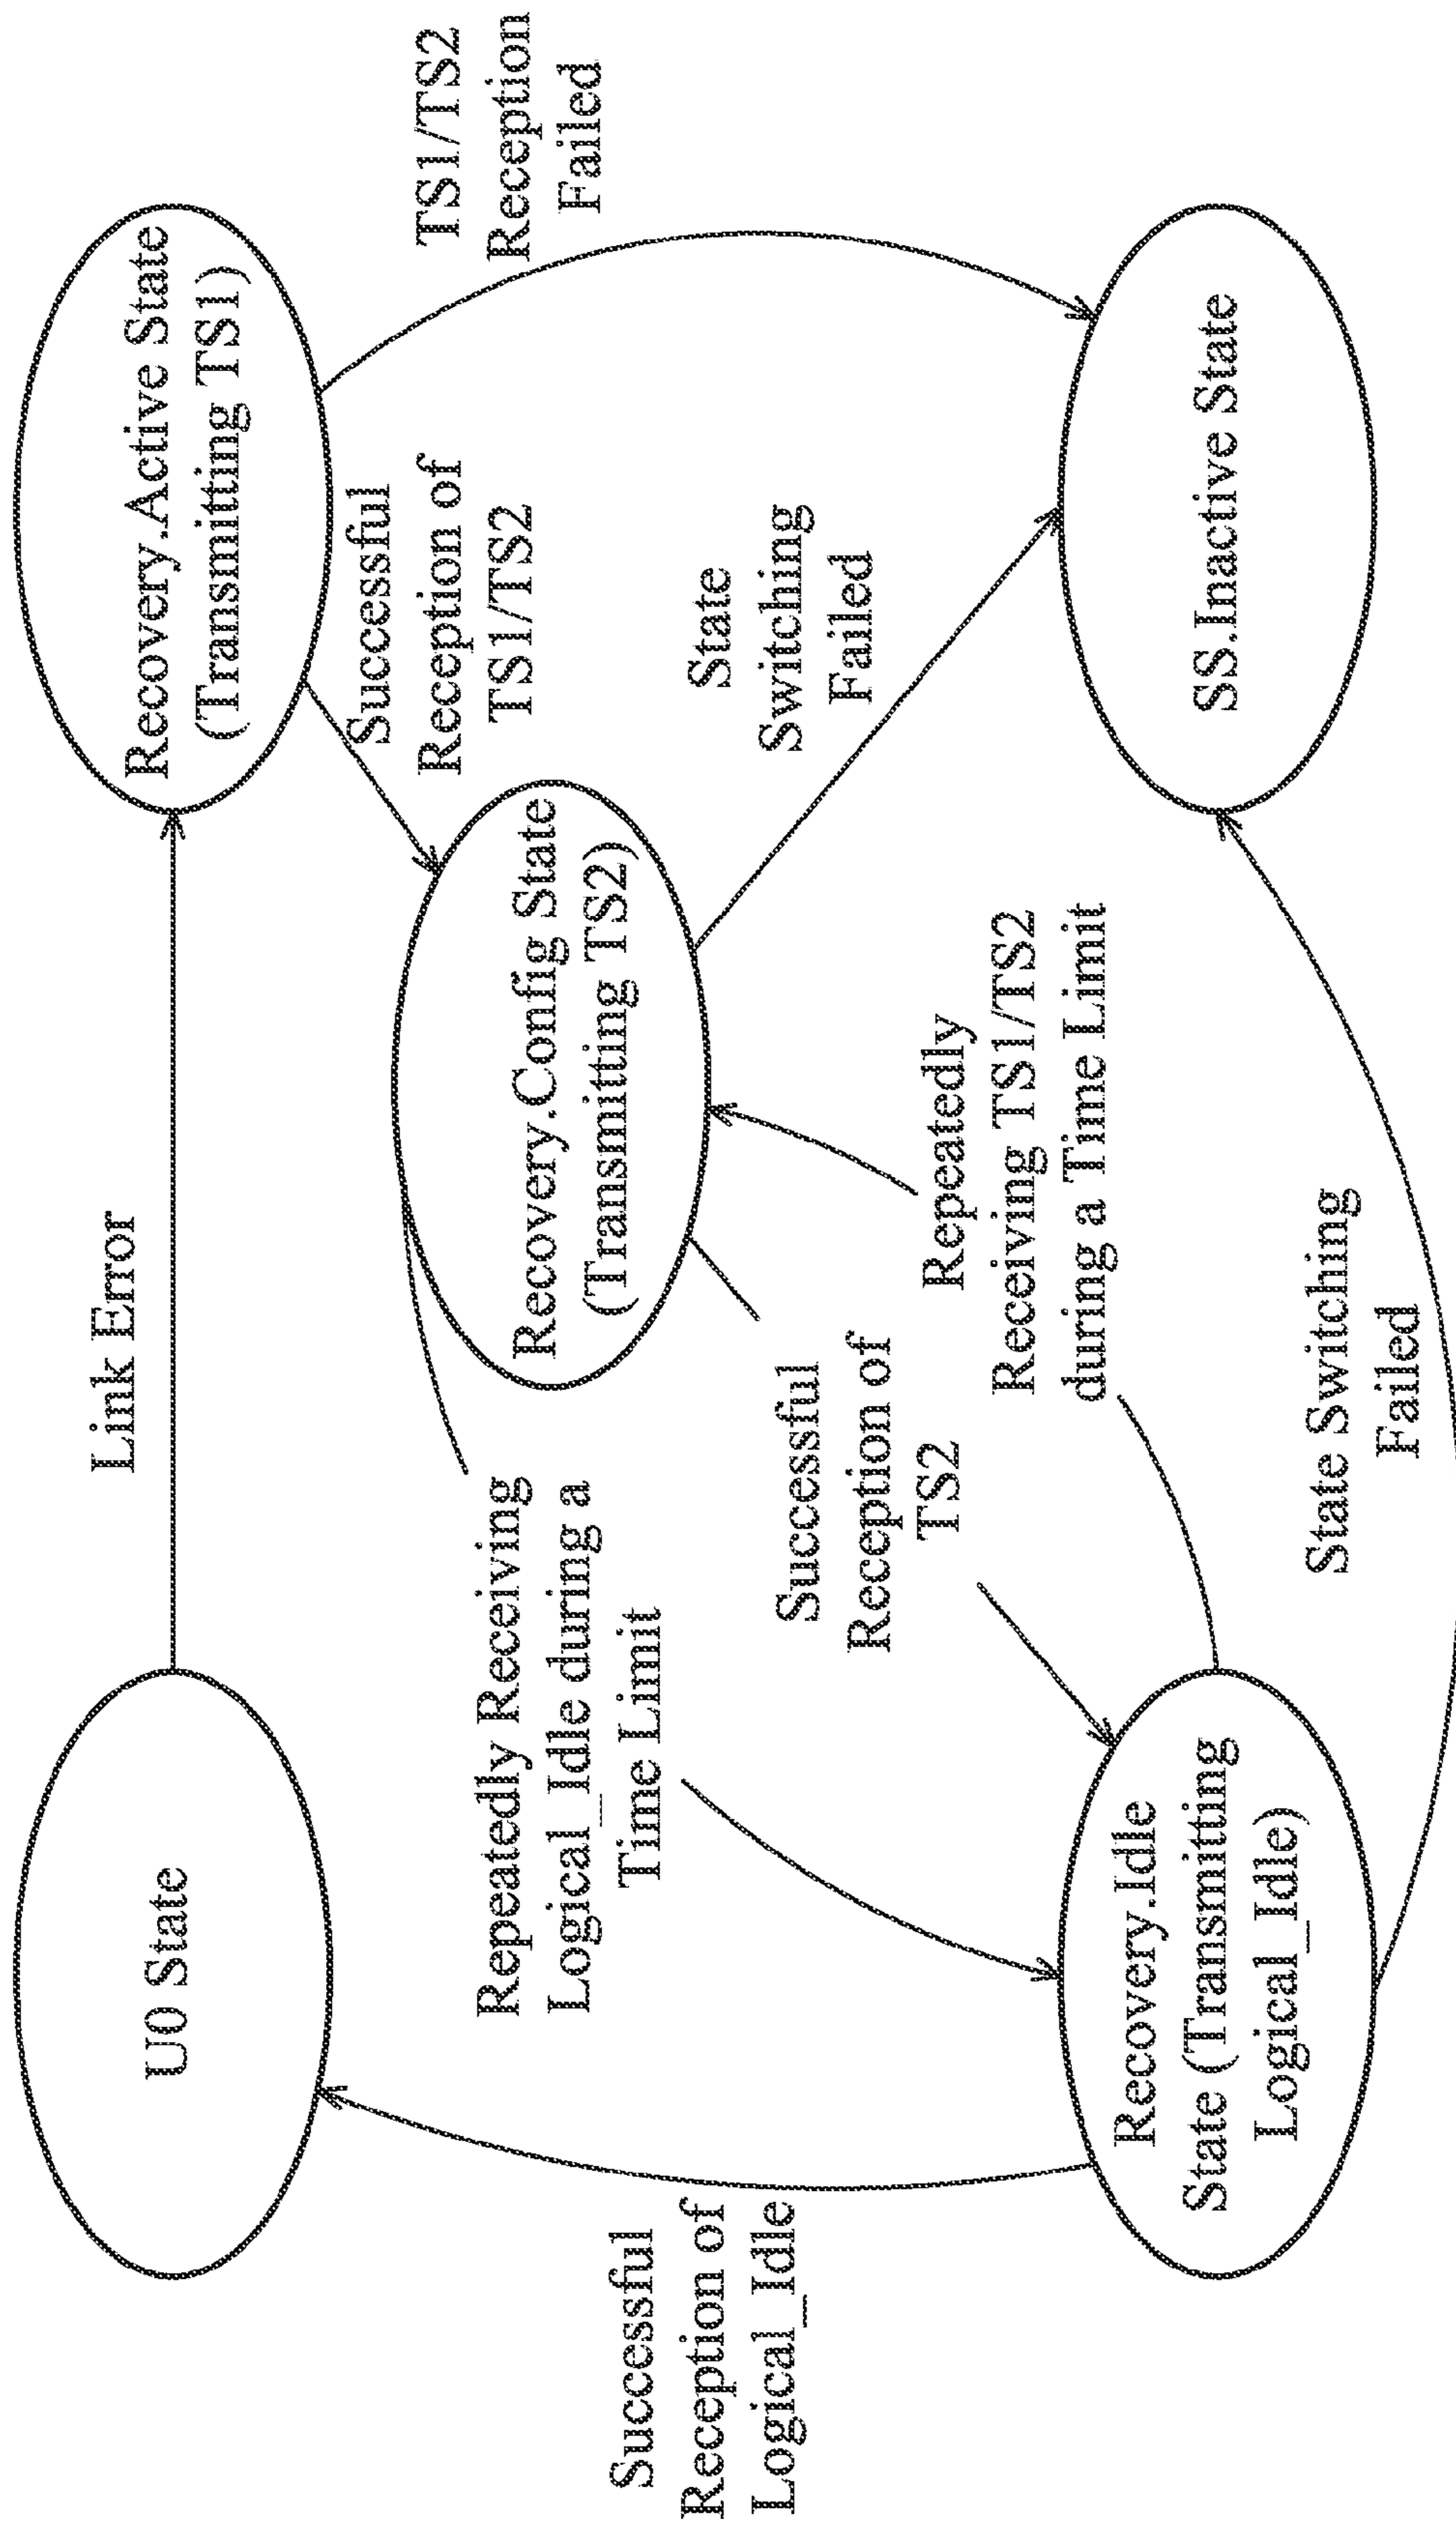 U0 State
Link Error
Recovery.Active State
(Transmitting TS1)
Successful
Reception of
TS1/TS2
TS1/TS2
Reception
Failed
Recovery.Config State
(Transmitting TS2)
Repeatedly Receiving
Logical_Idle during a
Time Limit
State
Switching
Failed
Successful
Reception of
Logical_Idle
Successful
Reception of
TS2
Repeatedly
Receiving TS1/TS2
during a Time Limit
Recovery.Idle
State (Transmitting
Logical_Idle)
SS.Inactive State
State Switching
Failed